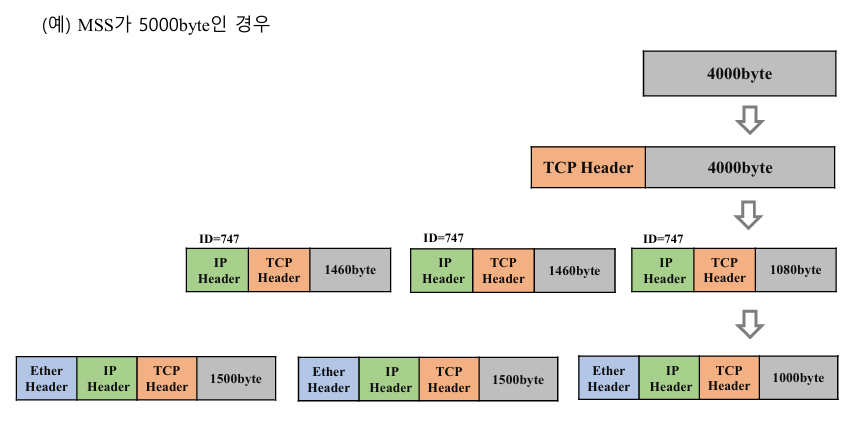 (예) MSS가 5000byte인 경우
4000byte
TCP Header
4000byte
ID=747
ID=747
ID=747
IP
Header
TCP
Header
1460byte
IP
Header
TCP
Header
1460byte
IP
Header
TCP
Header
1080byte
Ether
Header
IP
Header
TCP
Header
1500byte
Ether
Header
IP
Header
TCP
Header
1500byte
Ether
Header
IP
Header
TCP
Header
1000byte